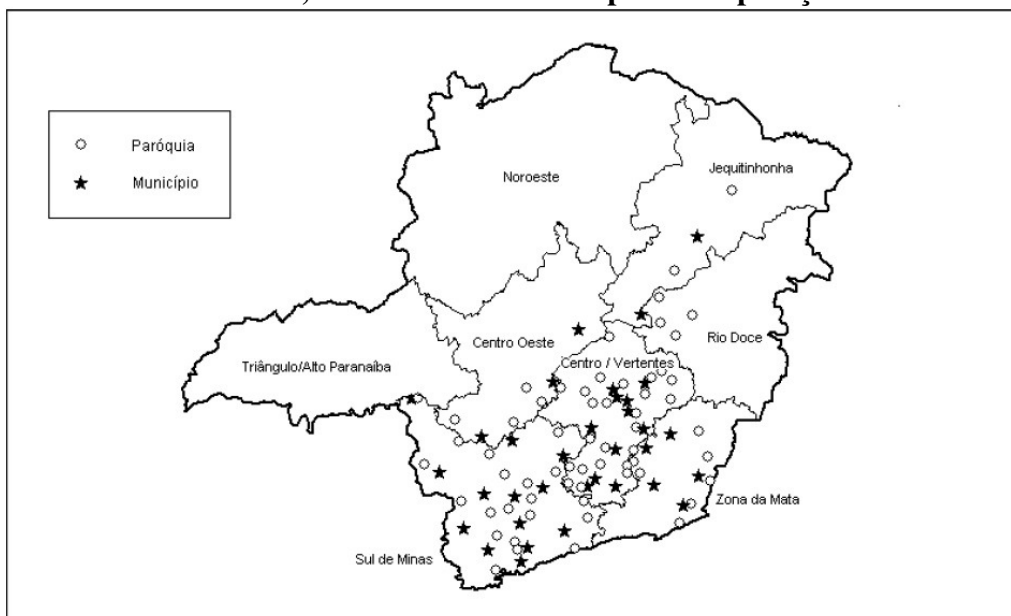 Paróquia
Município
Noroeste
Jequitinhonha
Centro Oeste
Rio Doce
Centro / Vertentes
Triângulo/Alto Paranaíba
Zona da Mata
Sul de Minas